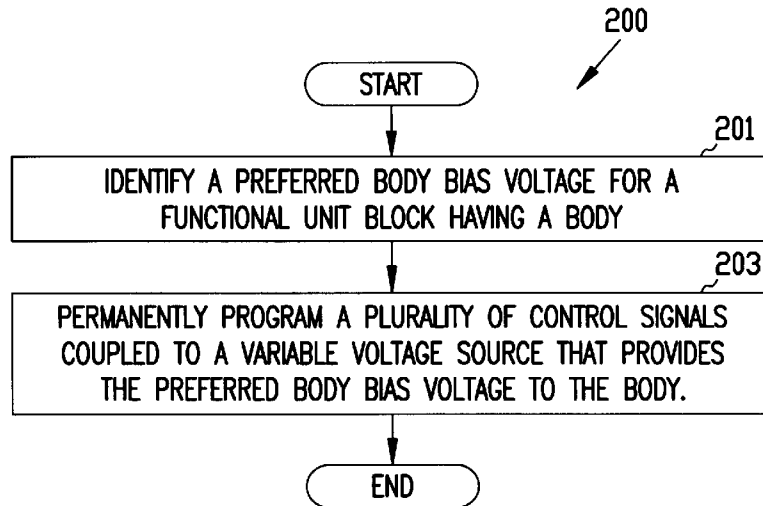 200
START
201
IDENTIFY A PREFERRED BODY BIAS VOLTAGE FOR A
FUNCTIONAL UNIT BLOCK HAVING A BODY
203
PERMANENTLY PROGRAM A PLURALITY OF CONTROL SIGNALS
COUPLED TO A VARIABLE VOLTAGE SOURCE THAT PROVIDES
THE PREFERRED BODY BIAS VOLTAGE TO THE BODY.
END